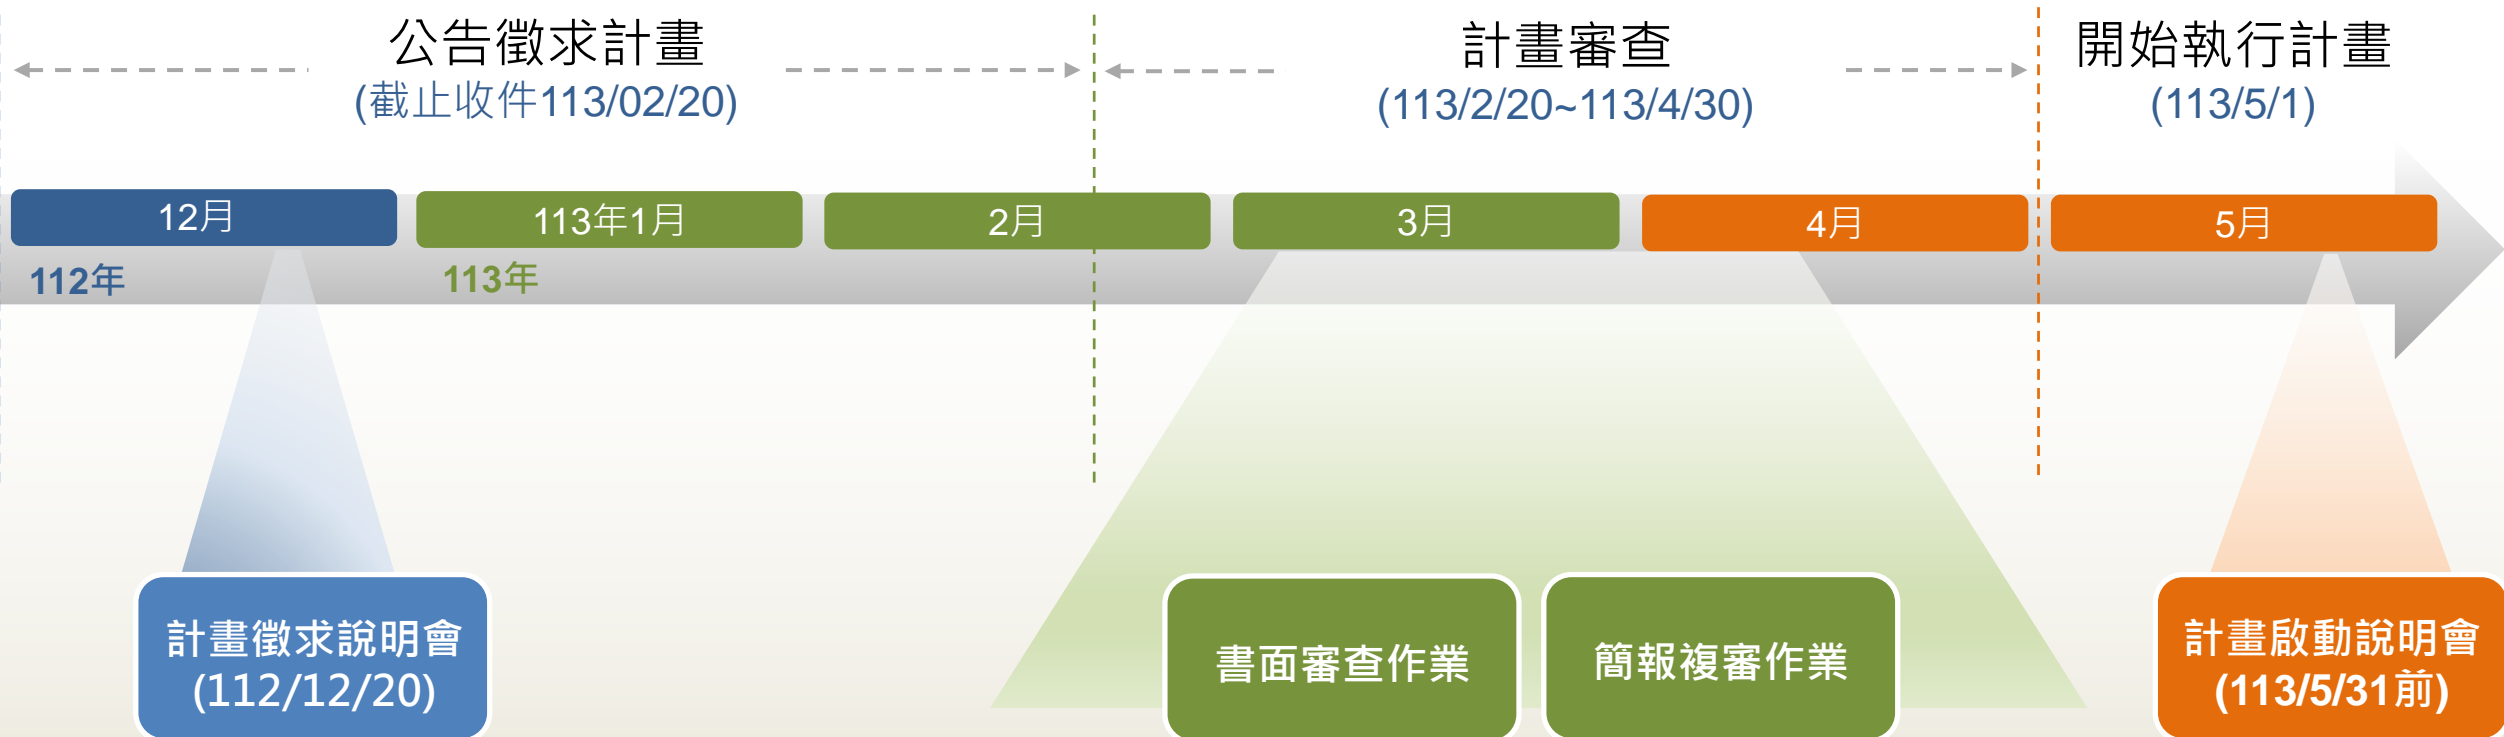 公告徵求計畫
(截止收件113/02/20)
計畫審查
(113/2/20~113/4/30)
開始執行計畫
(113/5/1)
12月
113年1月
2月
3月
4月
5月
112年
113年
計畫徵求說明會
(112/12/20)
書面審查作業
簡報複審作業
計畫啟動說明會
(113/5/31前)